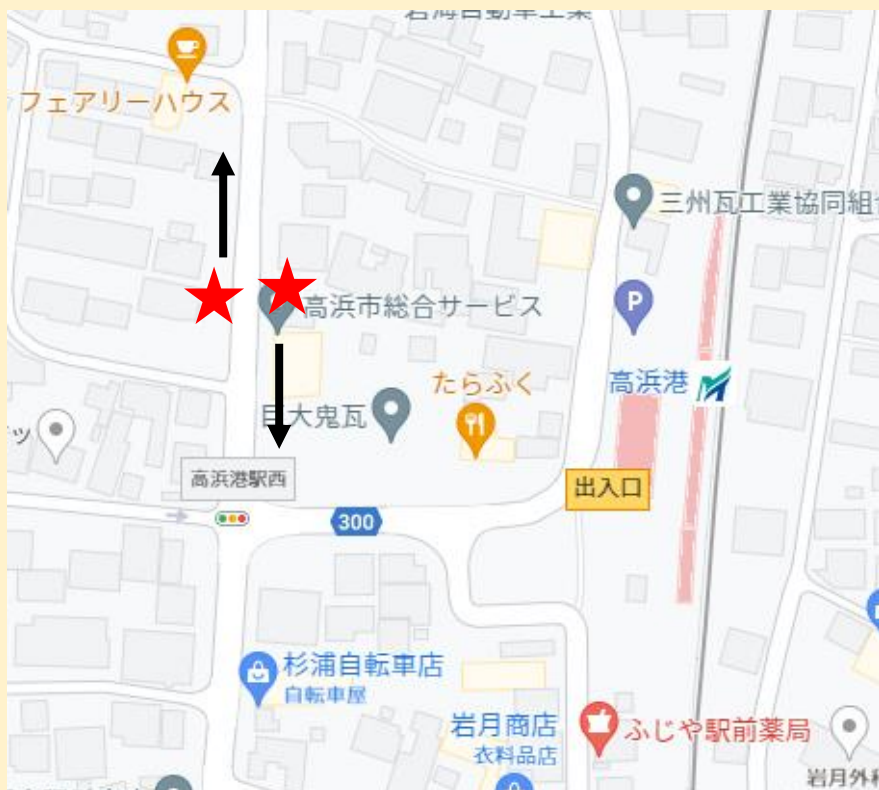 フェアリーハウス
三州瓦工業協同組
高浜市総合サービス
P
たらふく
高浜港
巨大鬼瓦
ツ
高浜港駅西
出入口
300
杉浦自転車店
自転車屋
岩月商店
衣料品店
ふじや駅前薬局
岩月外科